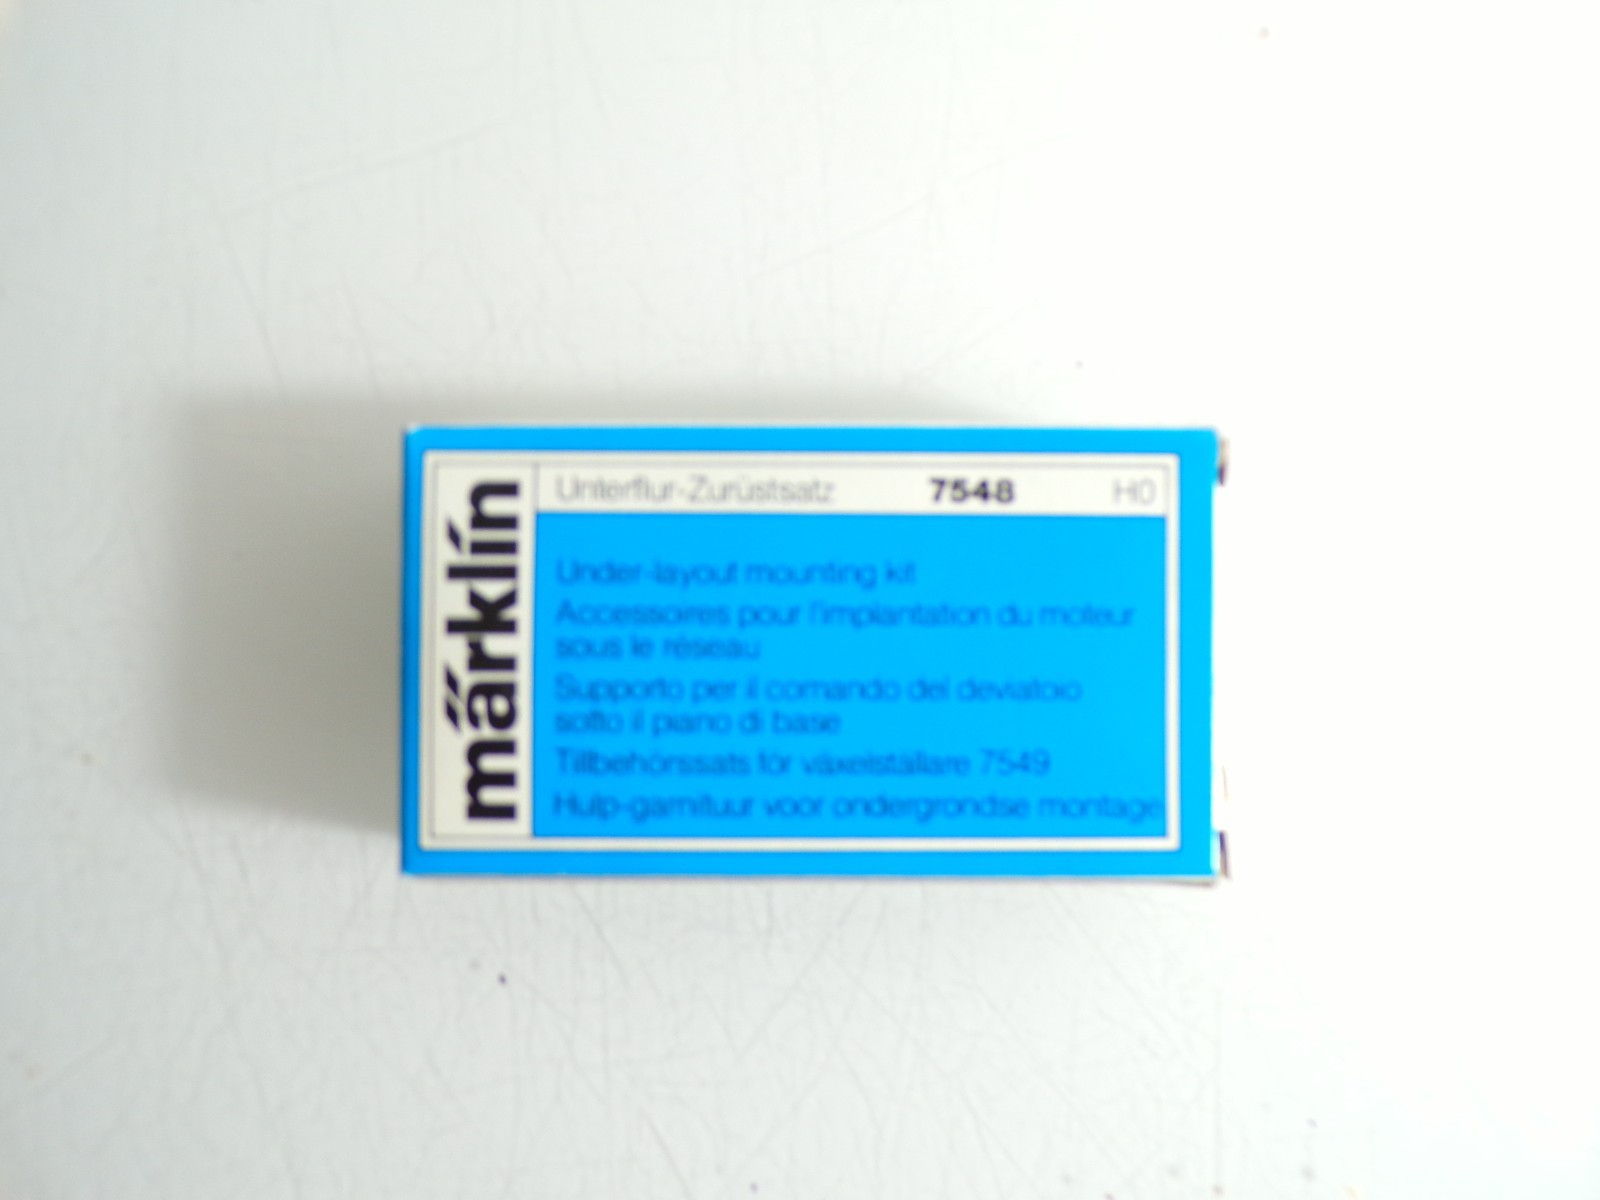 märklin
Unterflur-Zurüstsatz 7548 H0
Under-layout mounting kit
Accessoires pour l'implantation du moteur
sous le réseau
Supporto per il comando del deviatoio
sotto il piano di base
Tillbehörssats för växelställare 7549
Hulp-garnituur voor ondergrondse montage